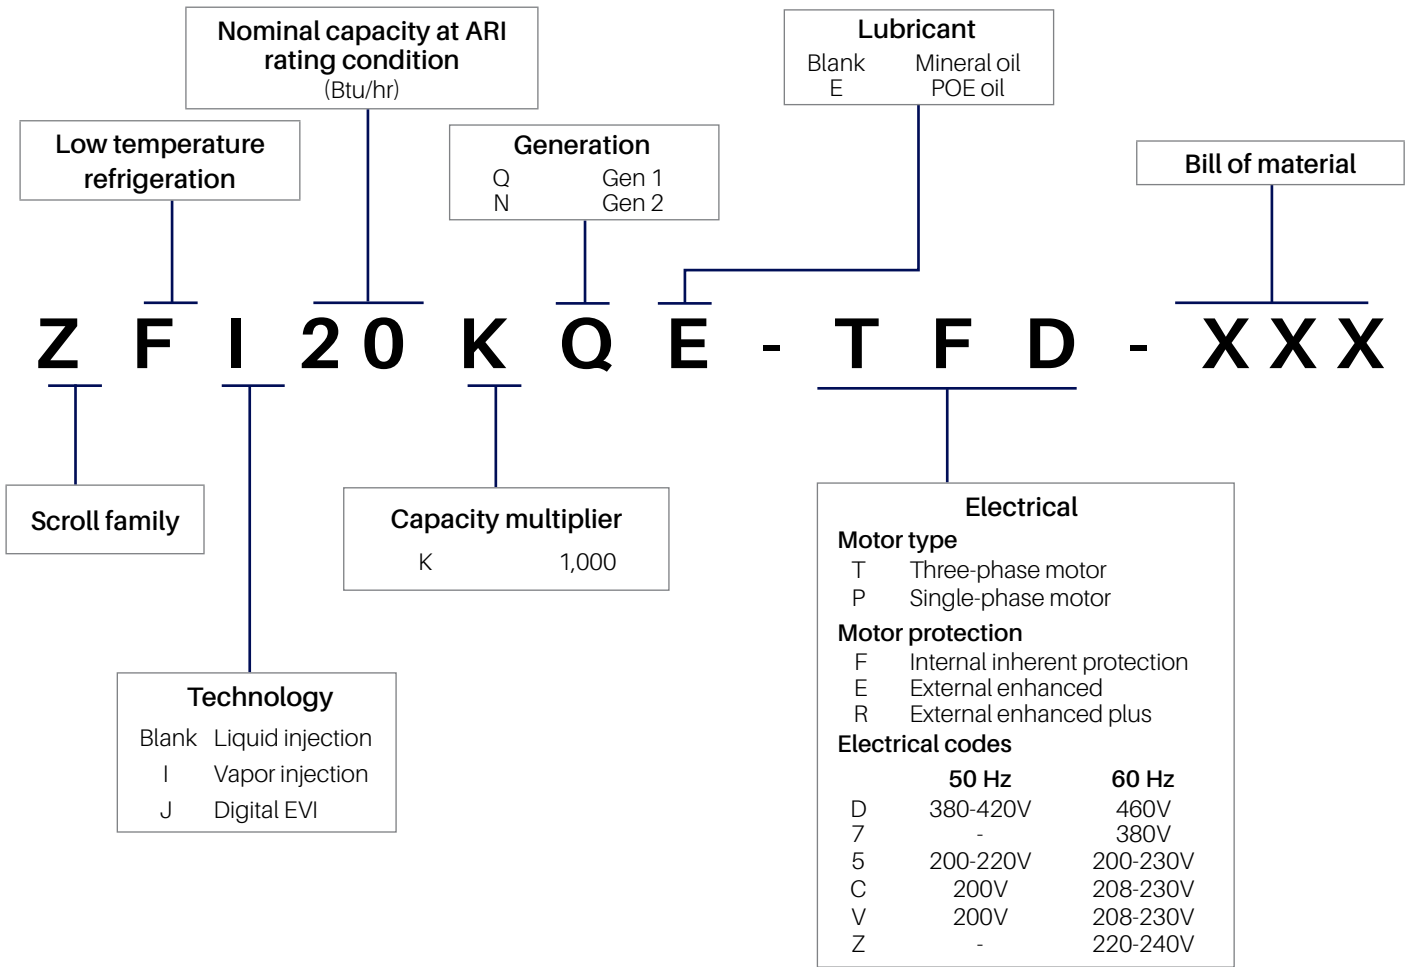 Nominal capacity at ARI
rating condition
(Btu/hr)
Lubricant
Blank Mineral oil
E POE oil
Low temperature
refrigeration
Generation
Q Gen 1
N Gen 2
Bill of material
Z F I 2 0 K Q E - T F D - X X X
Scroll family
Capacity multiplier
K 1,000
Technology
Blank Liquid injection
I Vapor injection
J Digital EVI
Electrical
Motor type
T Three-phase motor
P Single-phase motor
Motor protection
F Internal inherent protection
E External enhanced
R External enhanced plus
Electrical codes
50 Hz 60 Hz
D 380-420V 460V
7 - 380V
5 200-220V 200-230V
C 200V 208-230V
V 200V 208-230V
Z - 220-240V